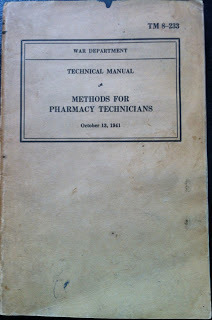 TM 8-233
WAR DEPARTMENT
TECHNICAL MANUAL
METHODS FOR
PHARMACY TECHNICIANS
October 13, 1941